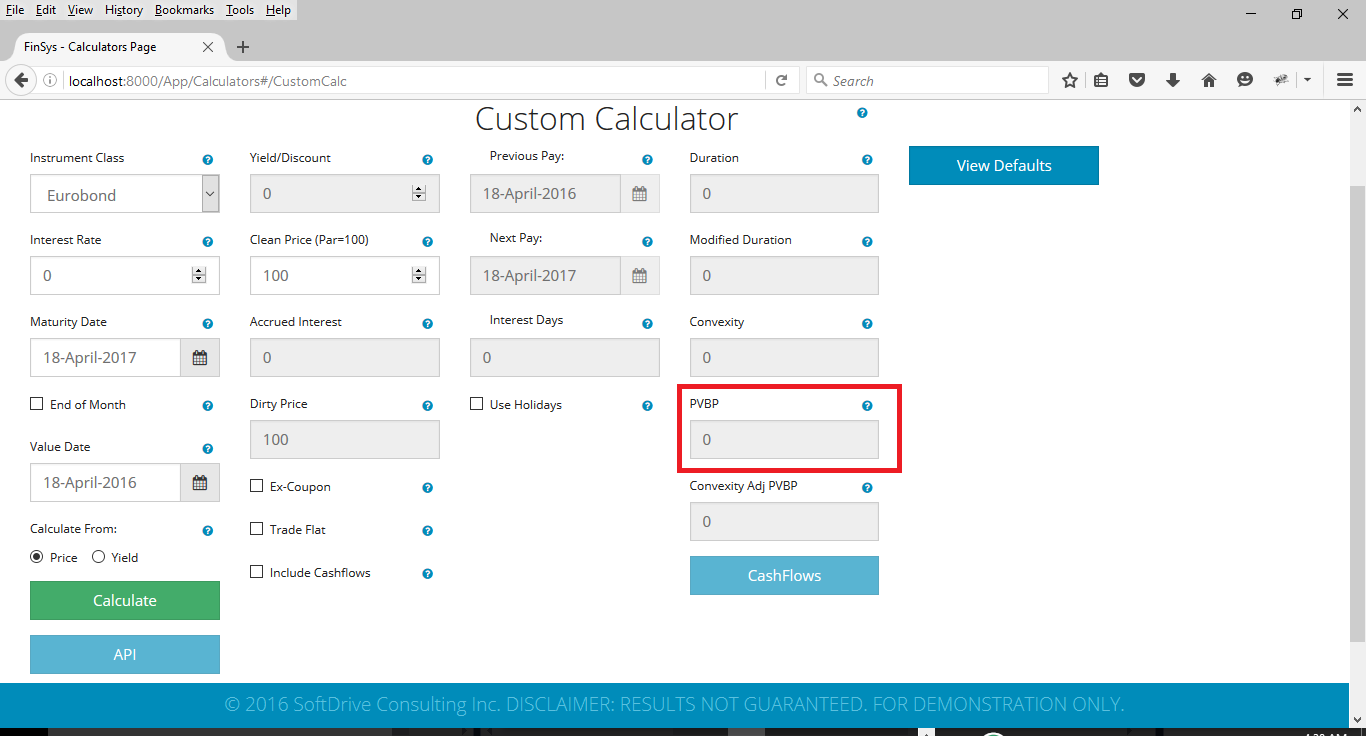 File Edit View History Bookmarks Tools Help
FinSys - Calculators Page
localhost:8000/App/Calculators#/CustomCalc
Search
Custom Calculator
Instrument Class
Eurobond
Interest Rate
0
Maturity Date
18-April-2017
End of Month
Value Date
18-April-2016
Calculate From:
Price Yield
Calculate
API
Yield/Discount
0
Clean Price (Par=100)
100
Accrued Interest
0
Dirty Price
100
Ex-Coupon
Trade Flat
Include Cashflows
Previous Pay:
18-April-2016
Next Pay:
18-April-2017
Interest Days
0
Use Holidays
Duration
0
Modified Duration
0
Convexity
0
PVBP
0
Convexity Adj PVBP
0
CashFlows
View Defaults
© 2016 SoftDrive Consulting Inc. DISCLAIMER: RESULTS NOT GUARANTEED. FOR DEMONSTRATION ONLY.